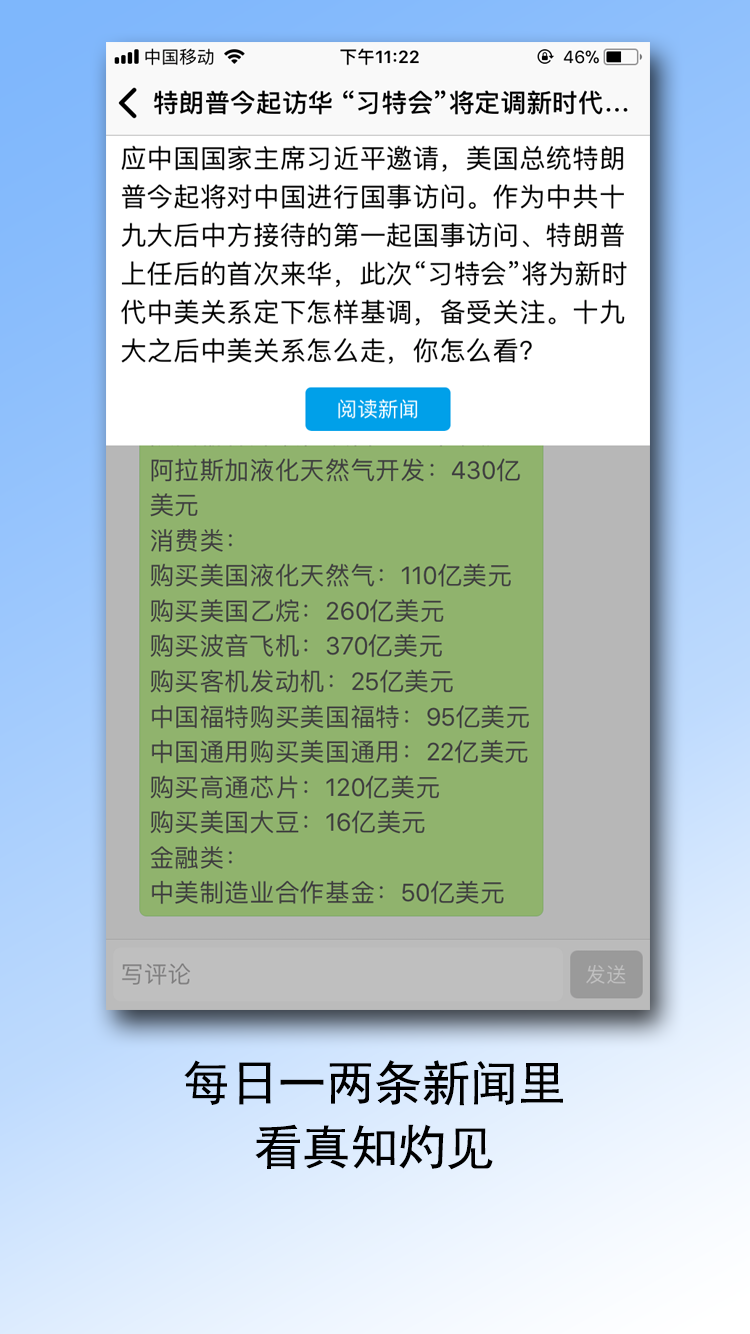 中国移动 下午11:22 46%
特朗普今起访华 “习特会”将定调新时代...
应中国国家主席习近平邀请，美国总统特朗
普今起将对中国进行国事访问。作为中共十
九大后中方接待的第一起国事访问、特朗普
上任后的首次来华，此次“习特会”将为新时
代中美关系定下怎样基调，备受关注。十九
大之后中美关系怎么走，你怎么看？
阅读新闻
阿拉斯加液化天然气开发：430亿
美元
消费类：
购买美国液化天然气：110亿美元
购买美国乙烷：260亿美元
购买波音飞机：370亿美元
购买客机发动机：25亿美元
中国福特购买美国福特：95亿美元
中国通用购买美国通用：22亿美元
购买高通芯片：120亿美元
购买美国大豆：16亿美元
金融类：
中美制造业合作基金：50亿美元
写评论 发送
每日一两条新闻里
看真知灼见